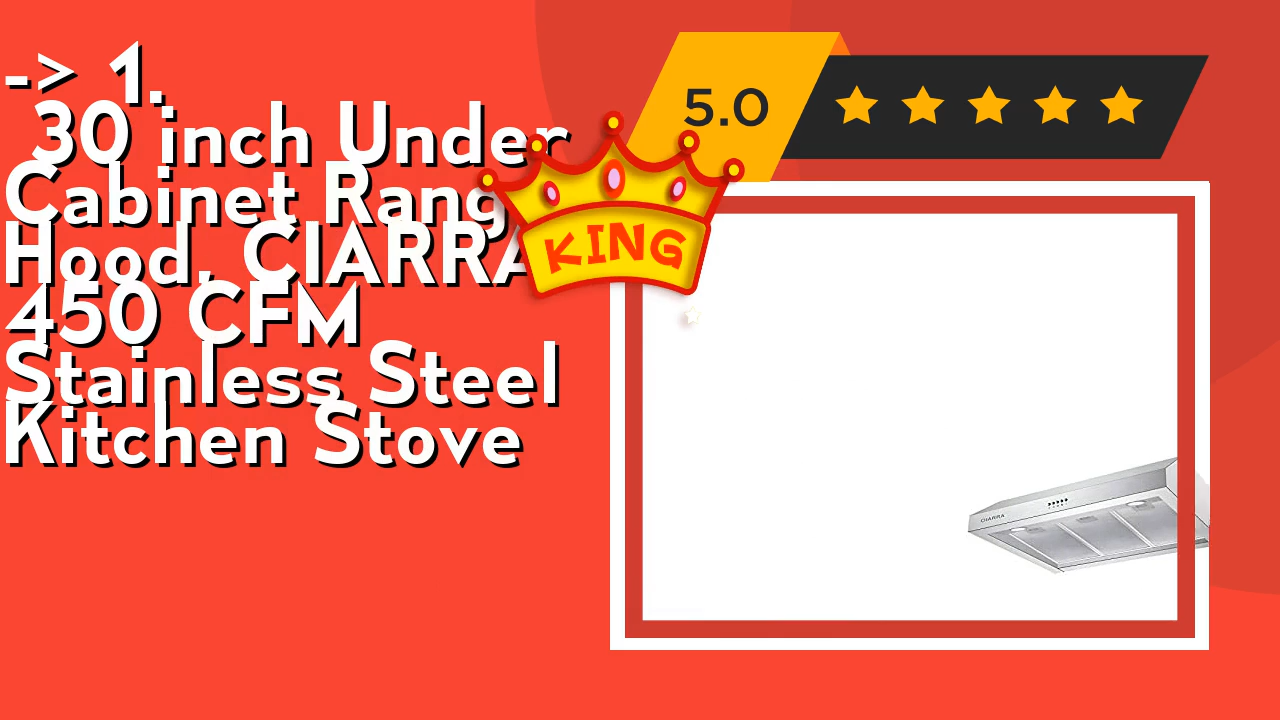 -> 1.
30 inch Under
Cabinet Rang
Hood, CIARRA
450 CFM
Stainless Steel
Kitchen Stove
5.0
KING
CIARRA